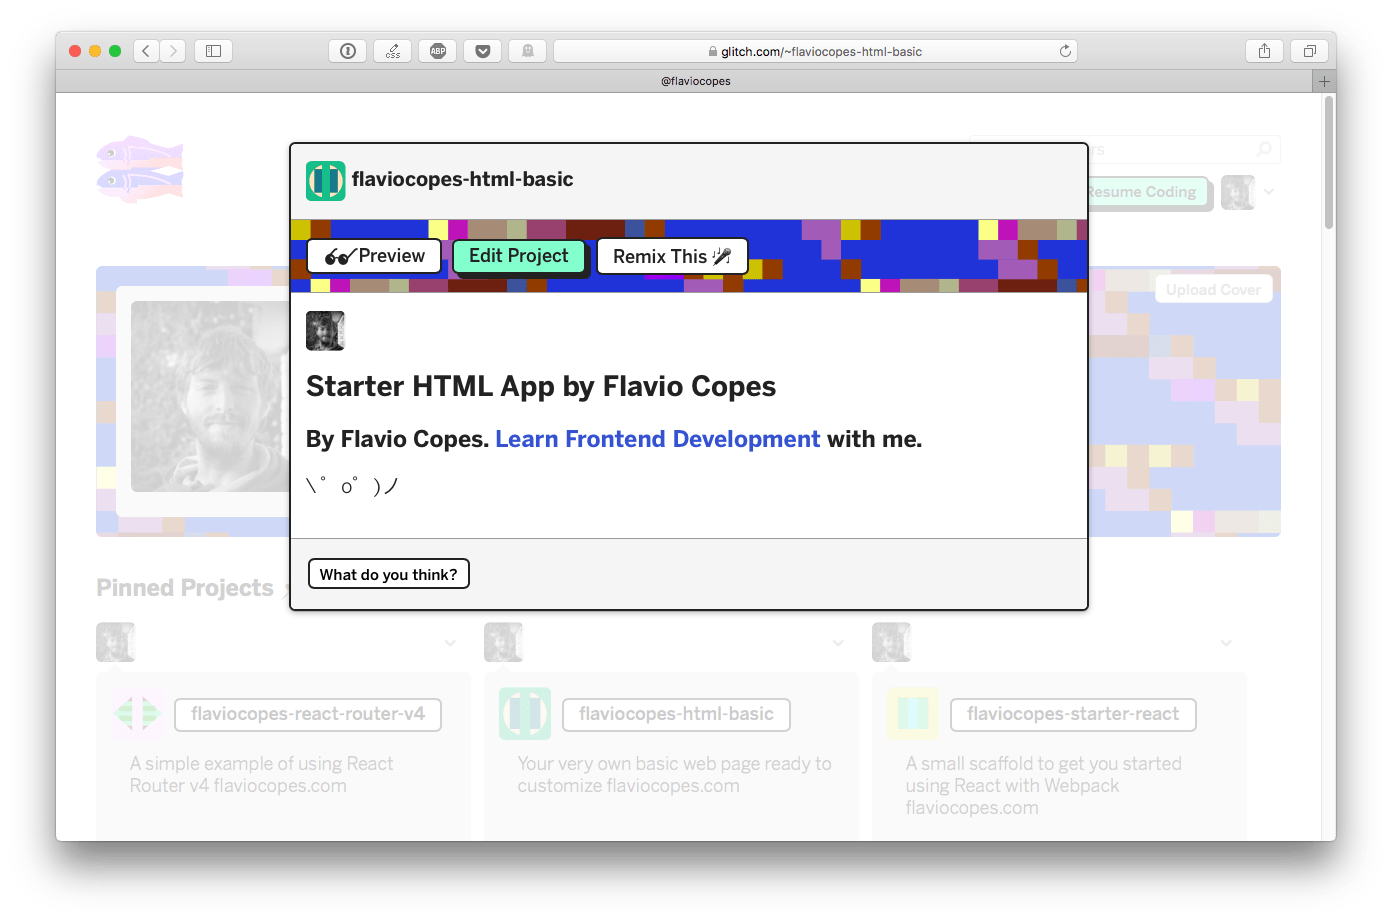 css
ABP
glitch.com/~flaviocopes-html-basic
@flaviocopes
flaviocopes-html-basic
Resume Coding
Preview
Edit Project
Remix This
Upload Cover
Starter HTML App by Flavio Copes
By Flavio Copes. Learn Frontend Development with me.
\ ゜o゜)ノ
What do you think?
Pinned Projects
flaviocopes-react-router-v4
A simple example of using React
Router v4 flaviocopes.com
flaviocopes-html-basic
Your very own basic web page ready to
customize flaviocopes.com
flaviocopes-starter-react
A small scaffold to get you started
using React with Webpack
flaviocopes.com